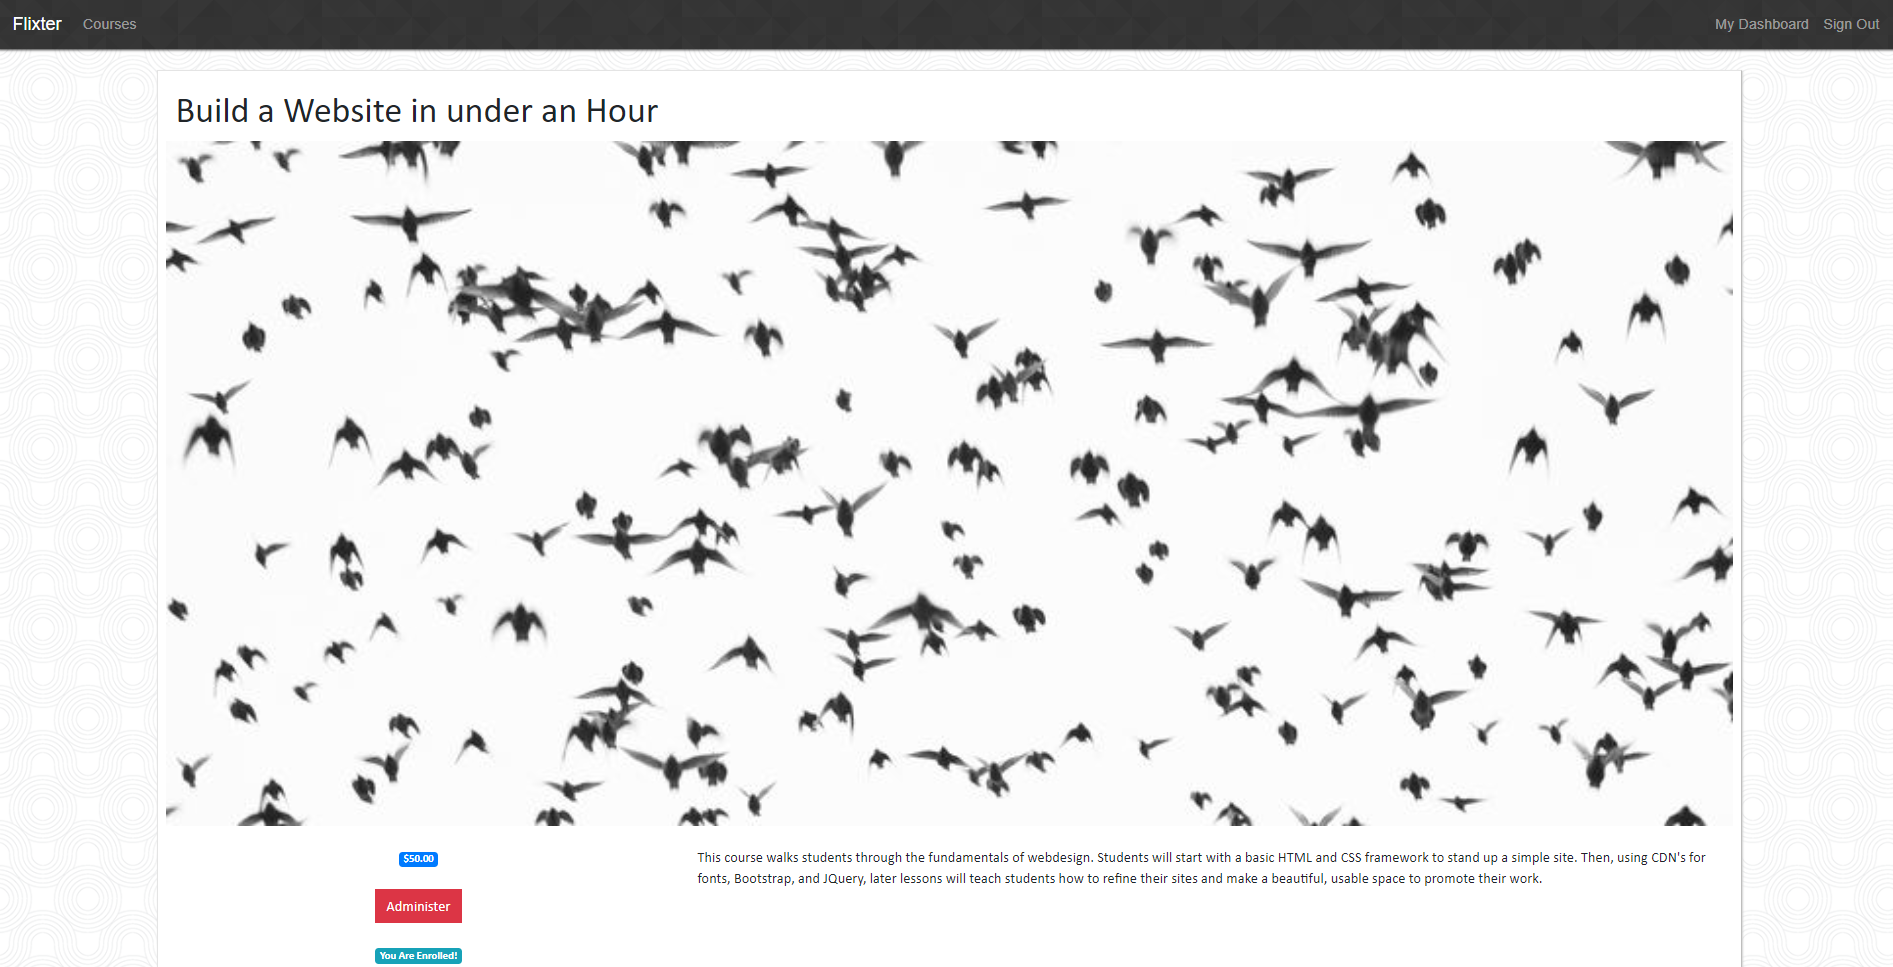 Flixter Courses My Dashboard Sign Out
Build a Website in under an Hour
$50.00
Administer
You Are Enrolled!
This course walks students through the fundamentals of webdesign. Students will start with a basic HTML and CSS framework to stand up a simple site. Then, using CDN's for
fonts, Bootstrap, and JQuery, later lessons will teach students how to refine their sites and make a beautiful, usable space to promote their work.